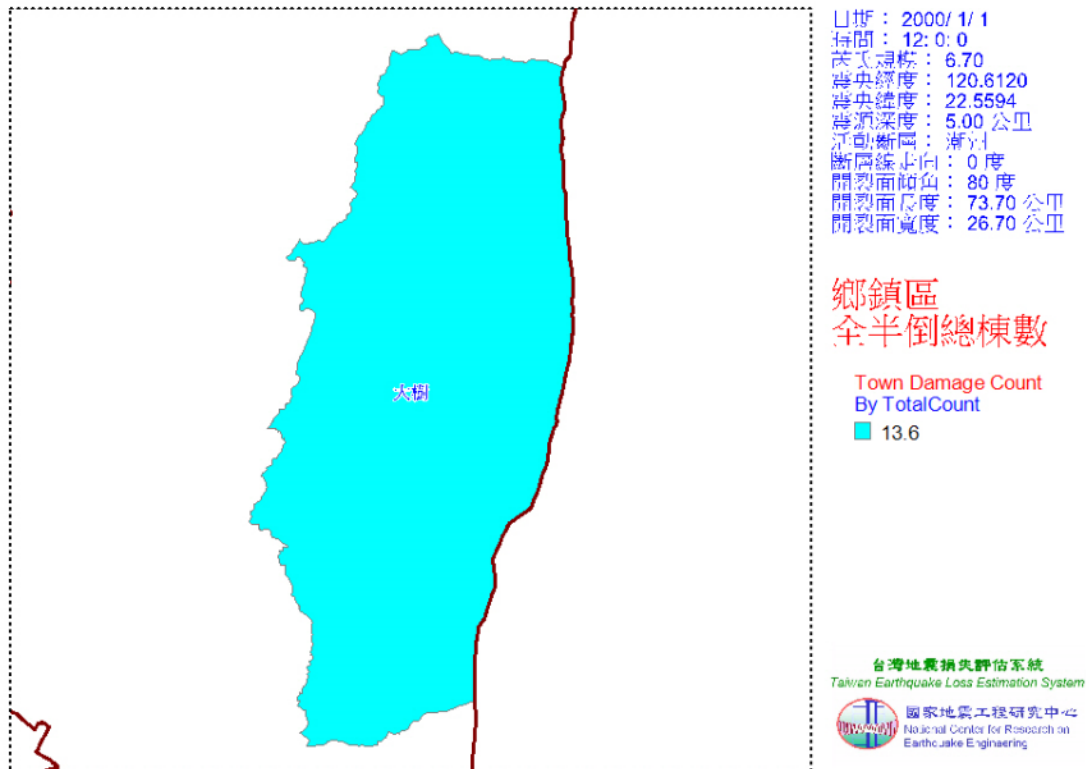 大樹
日期： 2000/ 1/ 1
時間： 12: 0: 0
芮氏規模： 6.70
震央經度： 120.6120
震央緯度： 22.5594
震源深度： 5.00 公里
活動斷層： 潮州
斷層線走向： 0 度
開裂面傾角： 80 度
開裂面長度： 73.70 公里
開裂面寬度： 26.70 公里
鄉鎮區
全半倒總棟數
Town Damage Count
By TotalCount
13.6
台灣地震損失評估系統
Taiwan Earthquake Loss Estimation System
國家地震工程研究中心
National Center for Research on
Earthquake Engineering